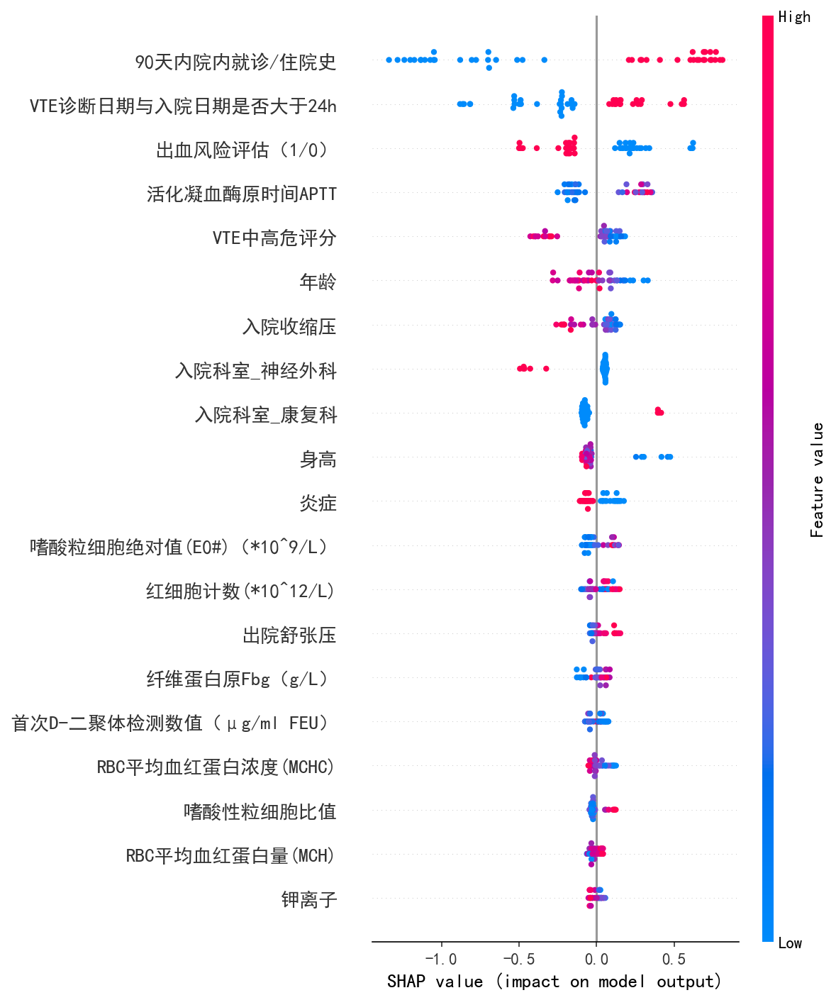 High
90天内院内就诊/住院史
VTE诊断日期与入院日期是否大于24h
出血风险评估（1/0）
活化凝血酶原时间APTT
VTE中高危评分
年龄
入院收缩压
入院科室_神经外科
入院科室_康复科
身高
炎症
嗜酸粒细胞绝对值(EO#)（*10^9/L）
红细胞计数(*10^12/L)
出院舒张压
纤维蛋白原Fbg（g/L）
首次D-二聚体检测数值（μg/ml FEU）
RBC平均血红蛋白浓度(MCHC)
嗜酸性粒细胞比值
RBC平均血红蛋白量(MCH)
钾离子
Feature value
Low
-1.0 -0.5 0.0 0.5
SHAP value (impact on model output)